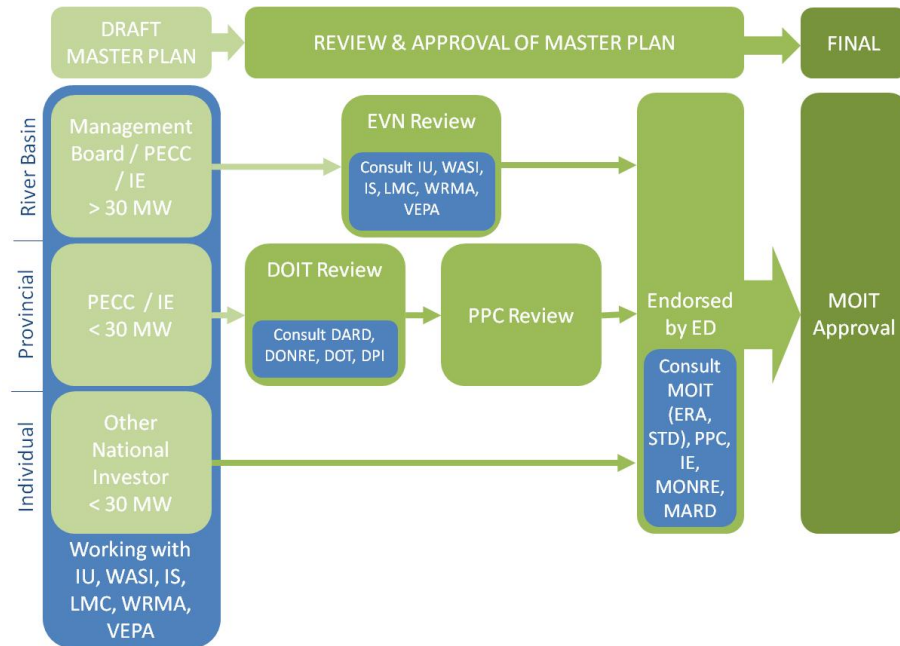 DRAFT
MASTER PLAN
REVIEW & APPROVAL OF MASTER PLAN
FINAL
River Basin
Management
Board / PECC
/ IE
> 30 MW
EVN Review
Consult IU, WASI,
IS, LMC, WRMA,
VEPA
Provincial
PECC / IE
< 30 MW
DOIT Review
Consult DARD,
DONRE, DOT, DPI
PPC Review
Endorsed
by ED
Consult
MOIT
(ERA,
STD), PPC,
IE,
MONRE,
MARD
MOIT
Approval
Individual
Other
National
Investor
< 30 MW
Working with
IU, WASI, IS,
LMC, WRMA,
VEPA